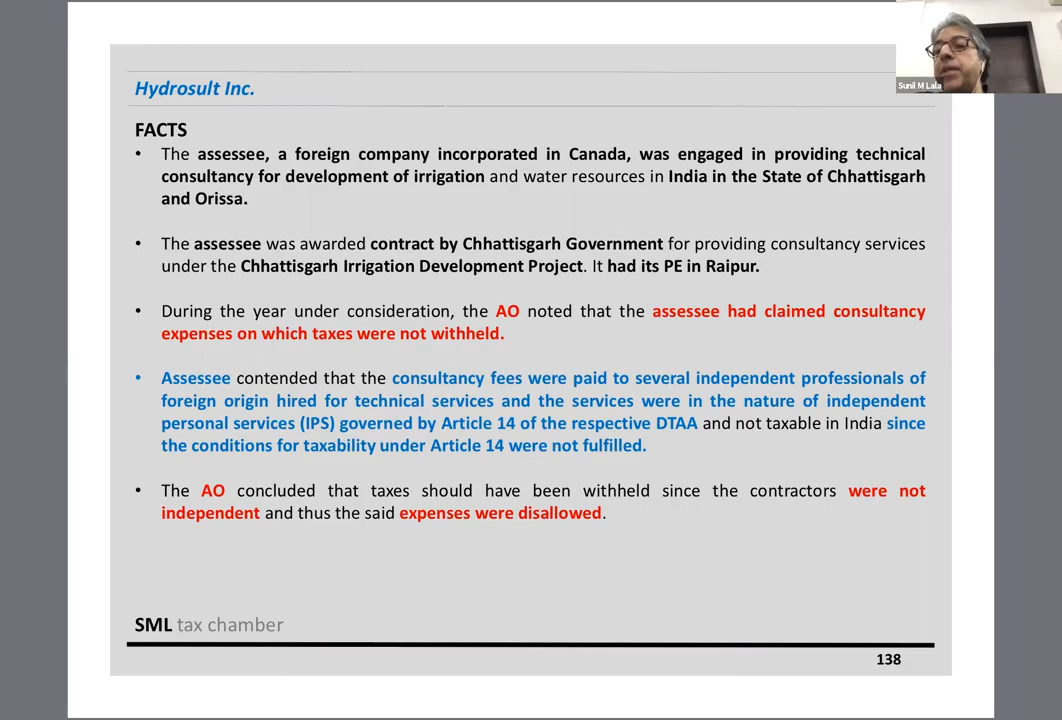 Sunil M Lala
Hydrosult Inc.
FACTS
• The assessee, a foreign company incorporated in Canada, was engaged in providing technical
consultancy for development of irrigation and water resources in India in the State of Chhattisgarh
and Orissa.
• The assessee was awarded contract by Chhattisgarh Government for providing consultancy services
under the Chhattisgarh Irrigation Development Project. It had its PE in Raipur.
• During the year under consideration, the AO noted that the assessee had claimed consultancy
expenses on which taxes were not withheld.
• Assessee contended that the consultancy fees were paid to several independent professionals of
foreign origin hired for technical services and the services were in the nature of independent
personal services (IPS) governed by Article 14 of the respective DTAA and not taxable in India since
the conditions for taxability under Article 14 were not fulfilled.
• The AO concluded that taxes should have been withheld since the contractors were not
independent and thus the said expenses were disallowed.
SML tax chamber
138